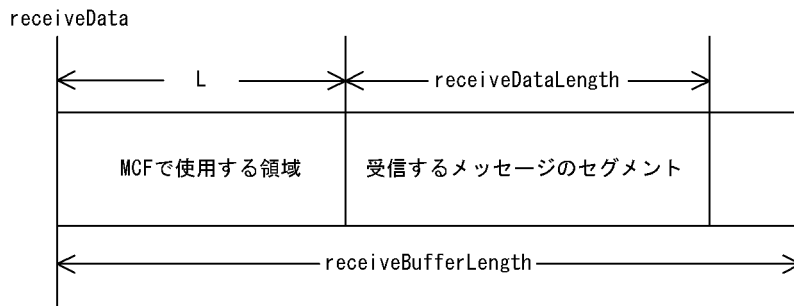 receiveData
L
receiveDataLength
MCFで使用する領域
受信するメッセージのセグメント
receiveBufferLength